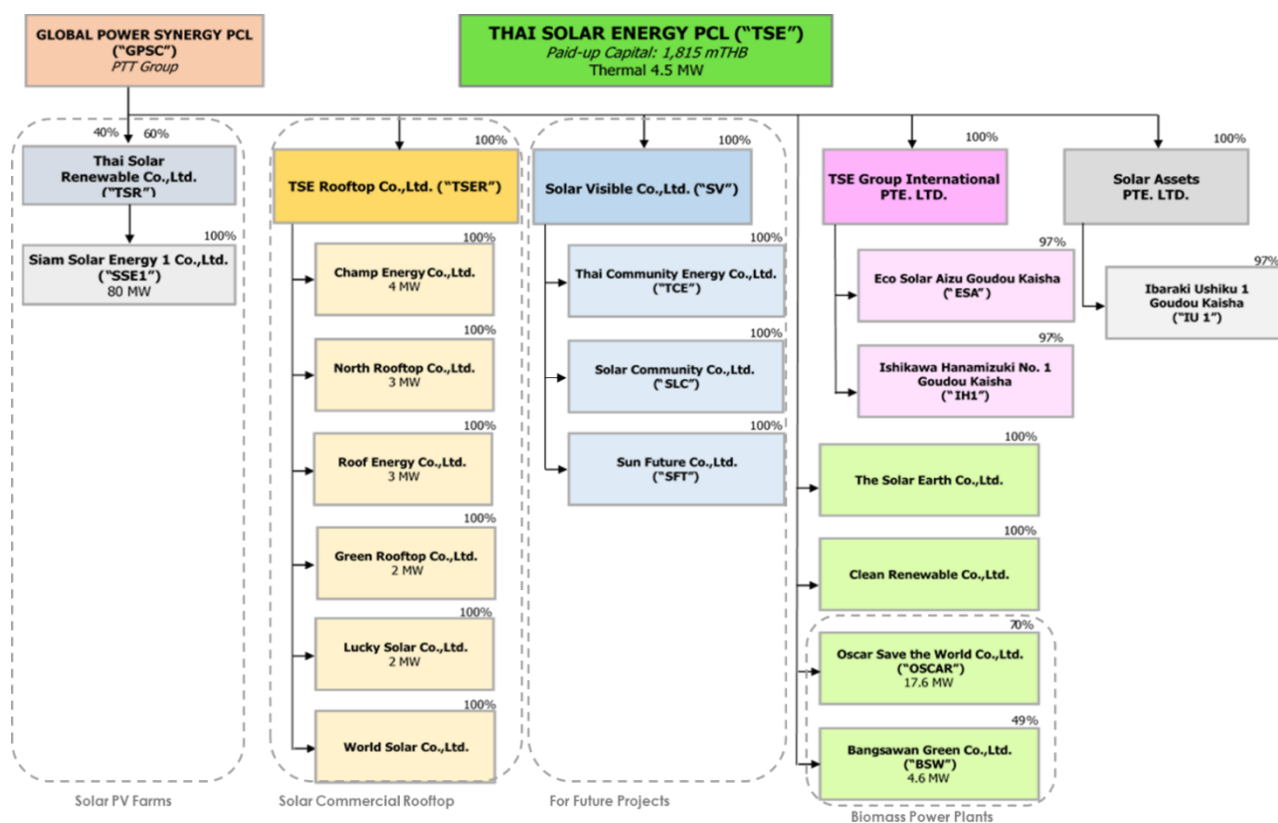 GLOBAL POWER SYNERGY PCL
("GPSC")
PTT Group
THAI SOLAR ENERGY PCL ("TSE")
Paid-up Capital: 1,815 mTHB
Thermal 4.5 MW
40%
60%
Thai Solar
Renewable Co.,Ltd.
("TSR")
100%
Siam Solar Energy 1 Co.,Ltd.
("SSE1")
80 MW
Solar PV Farms
100%
TSE Rooftop Co.,Ltd. ("TSER")
100%
Champ Energy Co.,Ltd.
4 MW
100%
North Rooftop Co.,Ltd.
3 MW
100%
Roof Energy Co.,Ltd.
3 MW
100%
Green Rooftop Co.,Ltd.
2 MW
100%
Lucky Solar Co.,Ltd.
2 MW
100%
World Solar Co.,Ltd.
Solar Commercial Rooftop
100%
Solar Visible Co.,Ltd. ("SV")
100%
Thai Community Energy Co.,Ltd.
("TCE")
100%
Solar Community Co.,Ltd.
("SLC")
100%
Sun Future Co.,Ltd.
("SFT")
For Future Projects
100%
TSE Group International
PTE. LTD.
97%
Eco Solar Aizu Goudou Kaisha
("ESA")
97%
Ishikawa Hanamizuki No. 1
Goudou Kaisha
("IH1")
100%
The Solar Earth Co.,Ltd.
100%
Clean Renewable Co.,Ltd.
70%
Oscar Save the World Co.,Ltd.
("OSCAR")
17.6 MW
49%
Bangsawan Green Co.,Ltd.
("BSW")
4.6 MW
Biomass Power Plants
100%
Solar Assets
PTE. LTD.
97%
Ibaraki Ushiku 1
Goudou Kaisha
("IU 1")